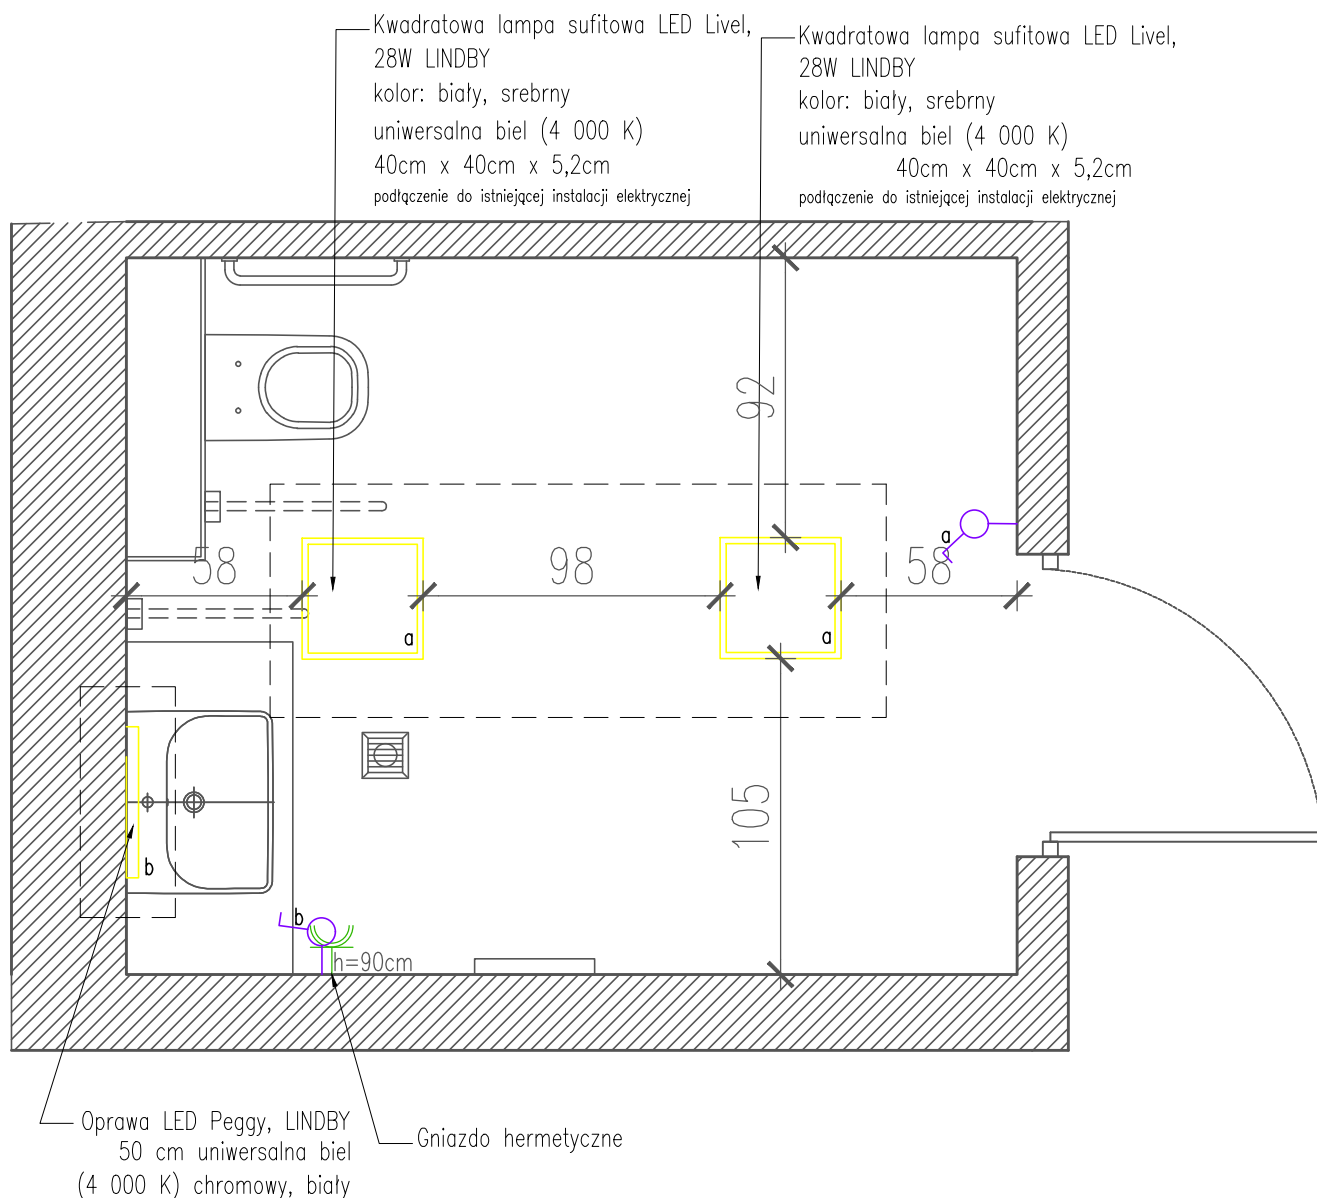 Kwadratowa lampa sufitowa LED Livel,
28W LINDBY
kolor: biały, srebrny
uniwersalna biel (4 000 K)
40cm x 40cm x 5,2cm
podłączenie do istniejącej instalacji elektrycznej
Kwadratowa lampa sufitowa LED Livel,
28W LINDBY
kolor: biały, srebrny
uniwersalna biel (4 000 K)
40cm x 40cm x 5,2cm
podłączenie do istniejącej instalacji elektrycznej
92
a
58
98
58
a
a
105
b
b
h=90cm
Oprawa LED Peggy, LINDBY
50 cm uniwersalna biel
(4 000 K) chromowy, biały
Gniazdo hermetyczne